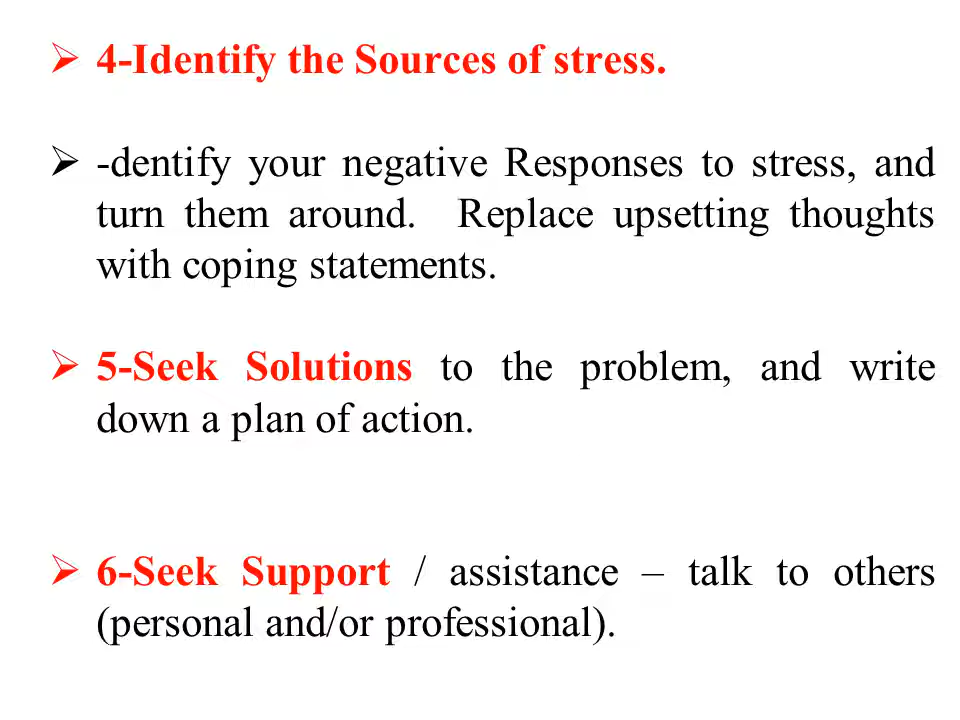 4-Identify the Sources of stress.
-dentify your negative Responses to stress, and
turn them around. Replace upsetting thoughts
with coping statements.
5-Seek Solutions to the problem, and write
down a plan of action.
6-Seek Support / assistance – talk to others
(personal and/or professional).